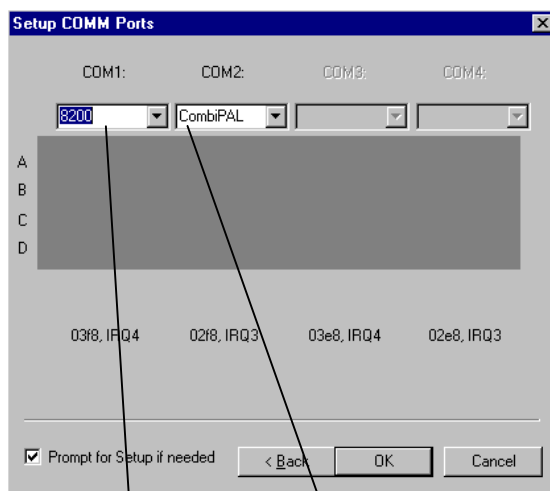 Setup COMM Ports
COM1: COM2: COM3: COM4:
8200 CombiPAL
A
B
C
D
03f8, IRQ4 02f8, IRQ3 03e8, IRQ4 02e8, IRQ3
Prompt for Setup if needed < Back OK Cancel